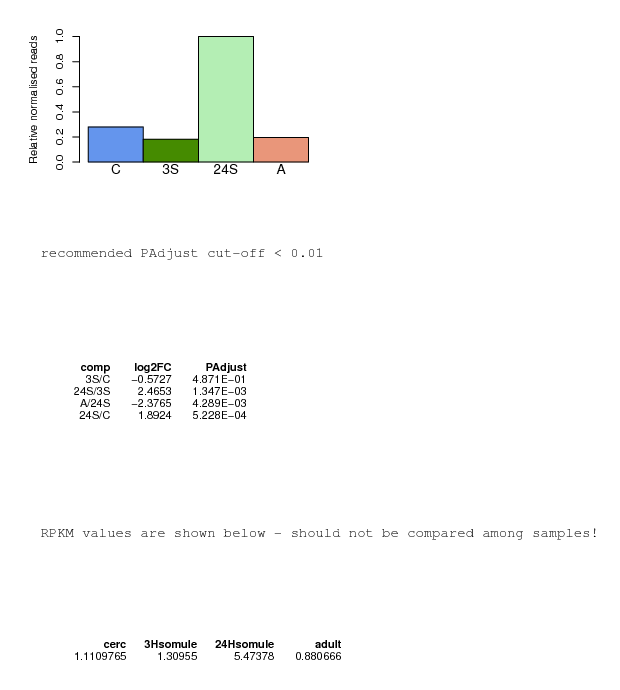 Relative normalised reads
1.0
0.8
0.6
0.4
0.2
0.0
C 3S 24S A
recommended PAdjust cut-off < 0.01
comp log2FC PAdjust
3S/C −0.5727 4.871E−01
24S/3S 2.4653 1.347E−03
A/24S −2.3765 4.289E−03
24S/C 1.8924 5.228E−04
RPKM values are shown below - should not be compared among samples!
cerc 3Hsomule 24Hsomule adult
1.1109765 1.30955 5.47378 0.880666